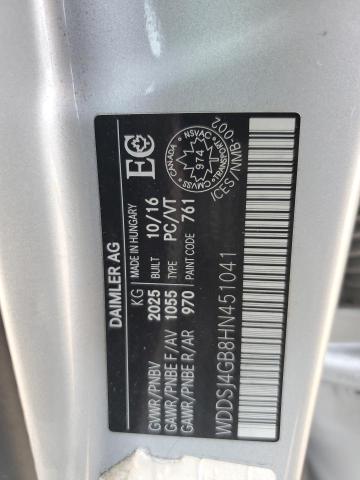 DAIMLER AG MADE IN HUNGARY
KG
GVWR/PNBV 2025 BUILT 10/16
GAWR/PNBE F/AV 1055 TYPE PC/VT
GAWR/PNBE R/AR 970 PAINT CODE 761
WDDSJ4GB8HN451041
EC
CANADA NSVAC
974
CMVSS TRANSPORT
ICES/NMB-002